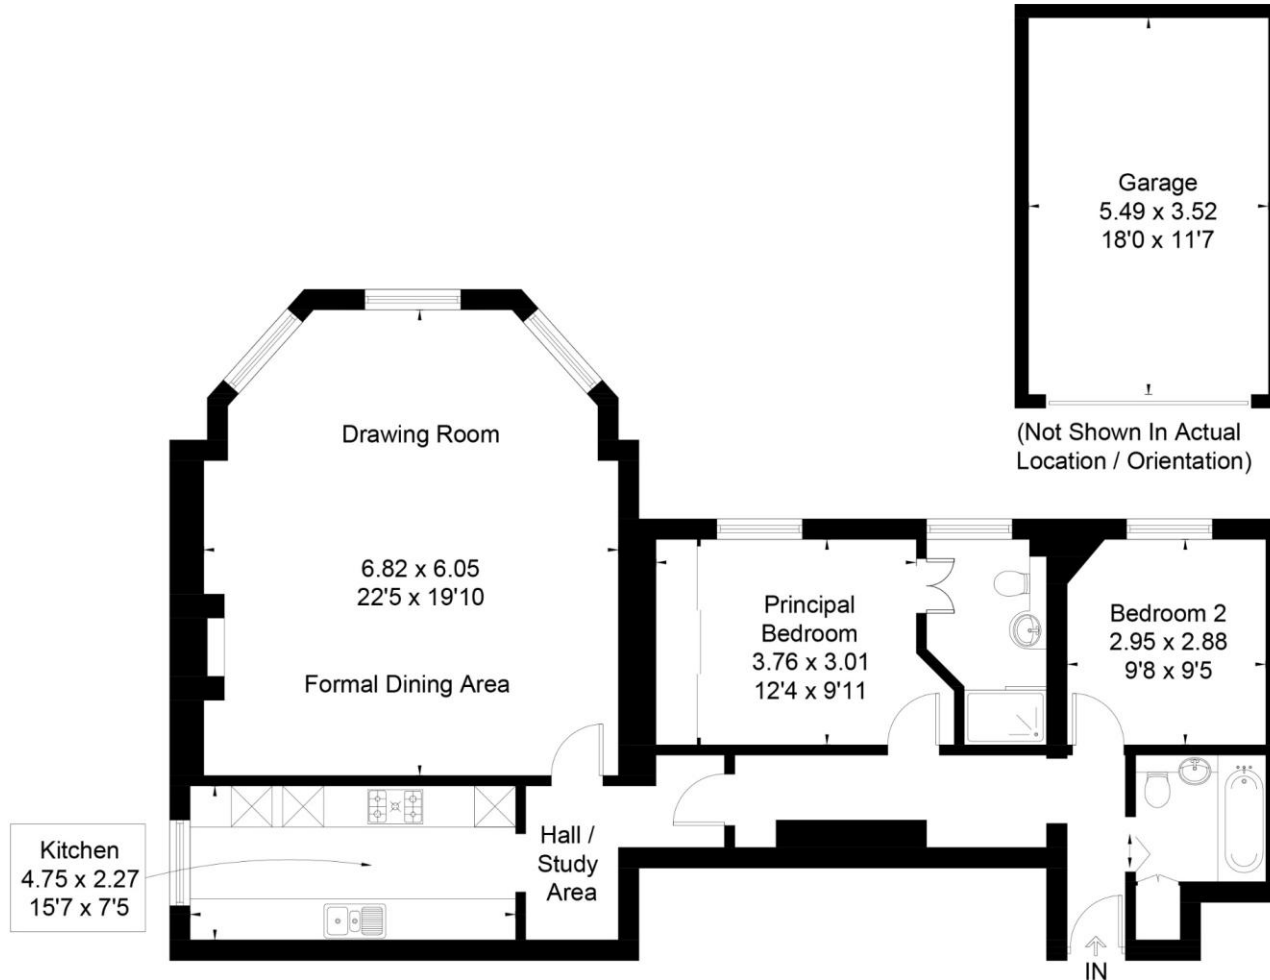 Garage
5.49 x 3.52
18'0 x 11'7
(Not Shown In Actual
Location / Orientation)
Drawing Room
6.82 x 6.05
22'5 x 19'10
Formal Dining Area
Principal
Bedroom
3.76 x 3.01
12'4 x 9'11
Bedroom 2
2.95 x 2.88
9'8 x 9'5
Kitchen
4.75 x 2.27
15'7 x 7'5
Hall /
Study
Area
IN